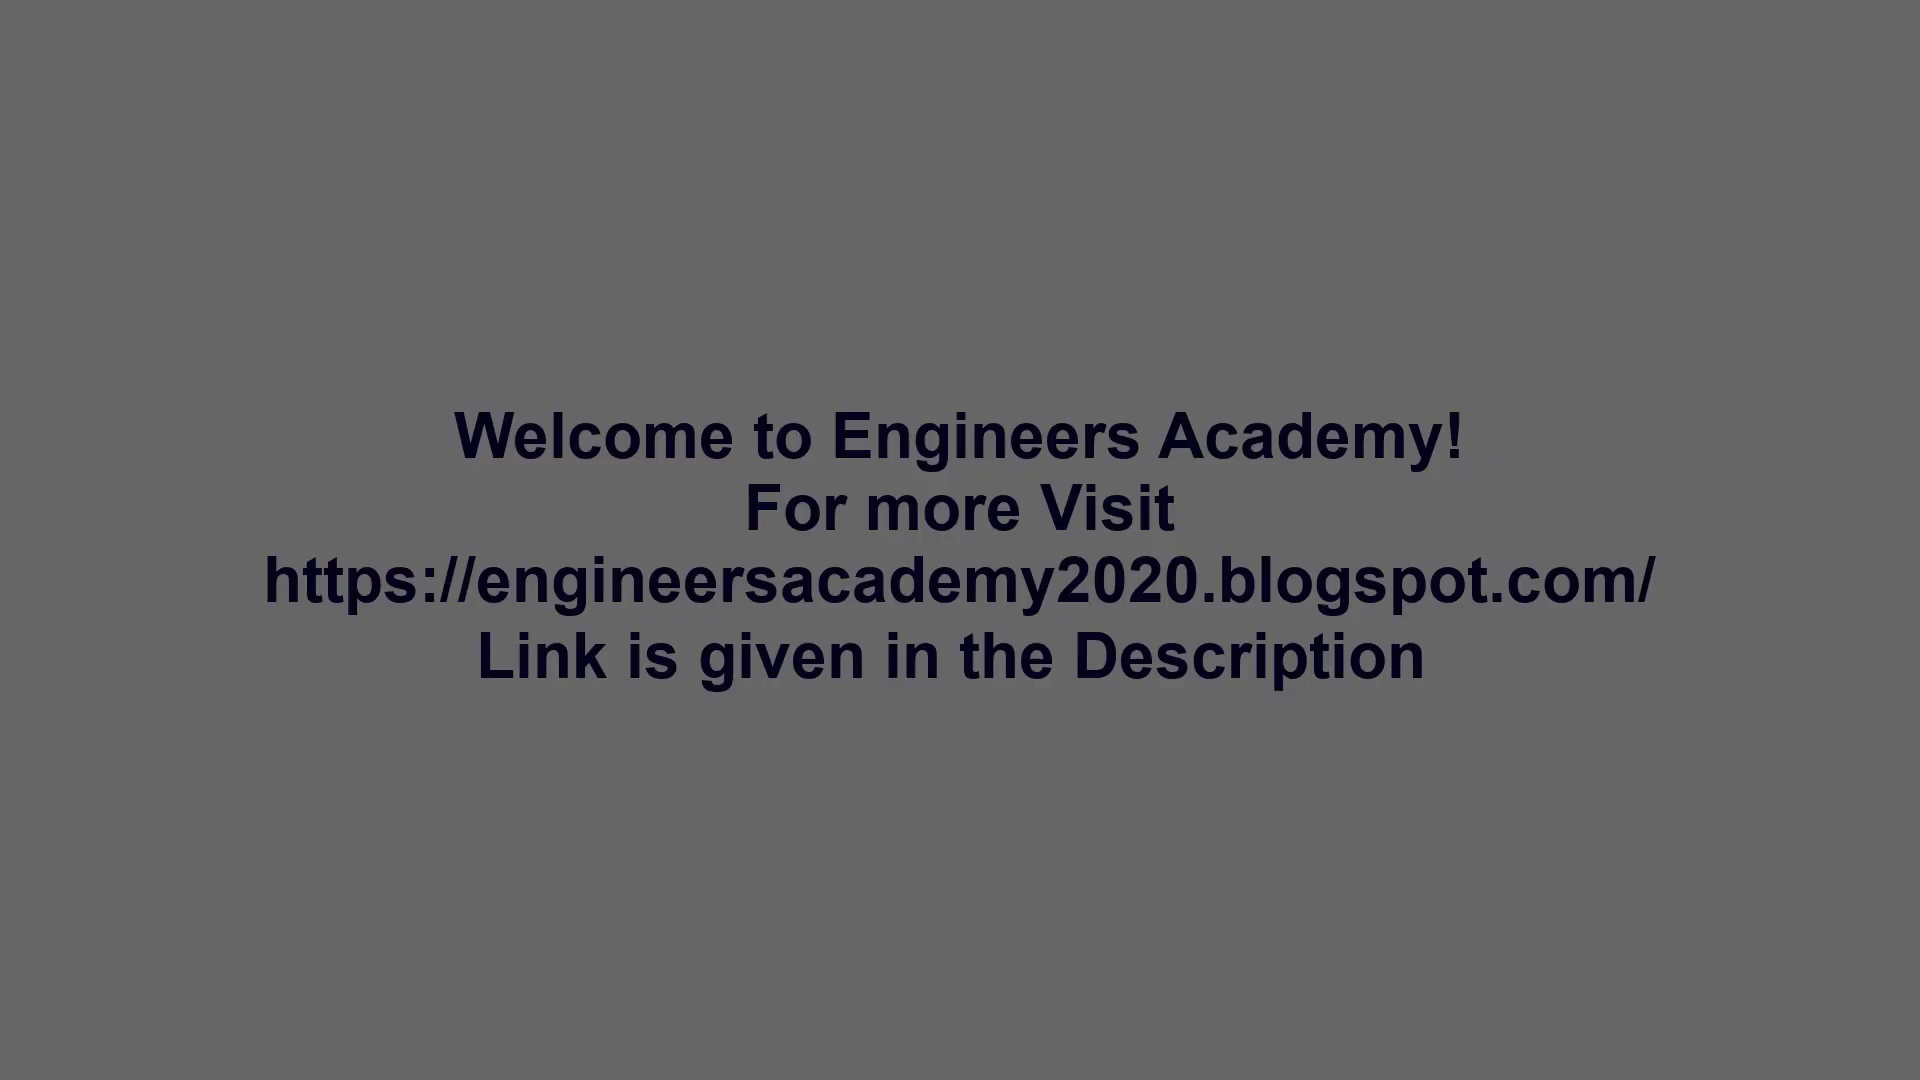 Welcome to Engineers Academy!
For more Visit
https://engineersacademy2020.blogspot.com/
Link is given in the Description